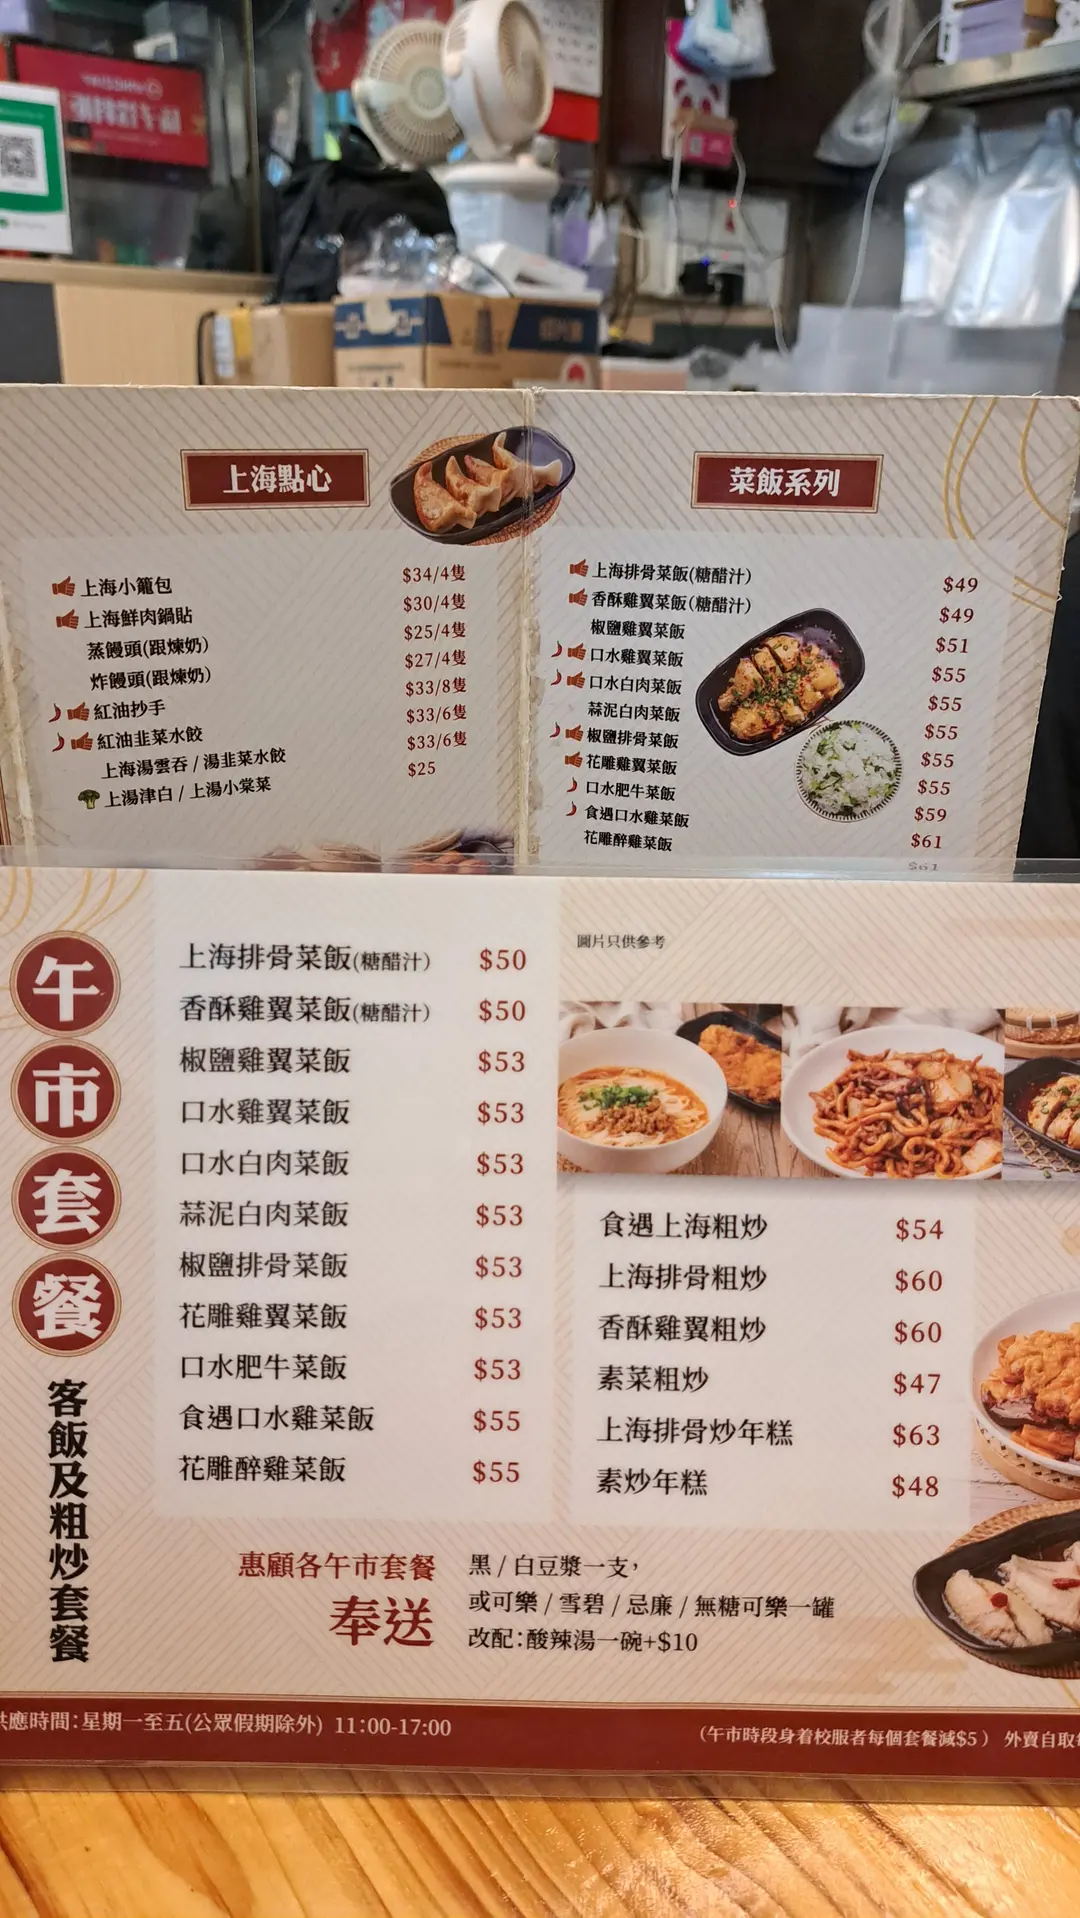 上海點心
上海小籠包 $34/4隻
上海鮮肉鍋貼 $30/4隻
蒸饅頭(跟煉奶) $25/4隻
炸饅頭(跟煉奶) $27/4隻
紅油抄手 $33/8隻
紅油韭菜水餃 $33/6隻
上海湯雲吞 / 湯韭菜水餃 $33/6隻
上湯津白 / 上湯小棠菜 $25
菜飯系列
上海排骨菜飯(糖醋汁) $49
香酥雞翼菜飯(糖醋汁) $49
椒鹽雞翼菜飯 $51
口水雞翼菜飯 $55
口水白肉菜飯 $55
蒜泥白肉菜飯 $55
椒鹽排骨菜飯 $55
花雕雞翼菜飯 $55
口水肥牛菜飯 $59
食遇口水雞菜飯 $61
花雕醉雞菜飯 $61
午市套餐
客飯及粗炒套餐
上海排骨菜飯(糖醋汁) $50
香酥雞翼菜飯(糖醋汁) $50
椒鹽雞翼菜飯 $53
口水雞翼菜飯 $53
口水白肉菜飯 $53
蒜泥白肉菜飯 $53
椒鹽排骨菜飯 $53
花雕雞翼菜飯 $53
口水肥牛菜飯 $53
食遇口水雞菜飯 $55
花雕醉雞菜飯 $55
圖片只供參考
食遇上海粗炒 $54
上海排骨粗炒 $60
香酥雞翼粗炒 $60
素菜粗炒 $47
上海排骨炒年糕 $63
素炒年糕 $48
惠顧各午市套餐
奉送
黑 / 白豆漿一支，
或可樂 / 雪碧 / 忌廉 / 無糖可樂一罐
改配：酸辣湯一碗+$10
供應時間：星期一至五(公眾假期除外) 11:00-17:00
(午市時段身着校服者每個套餐減$5) 外賣自取